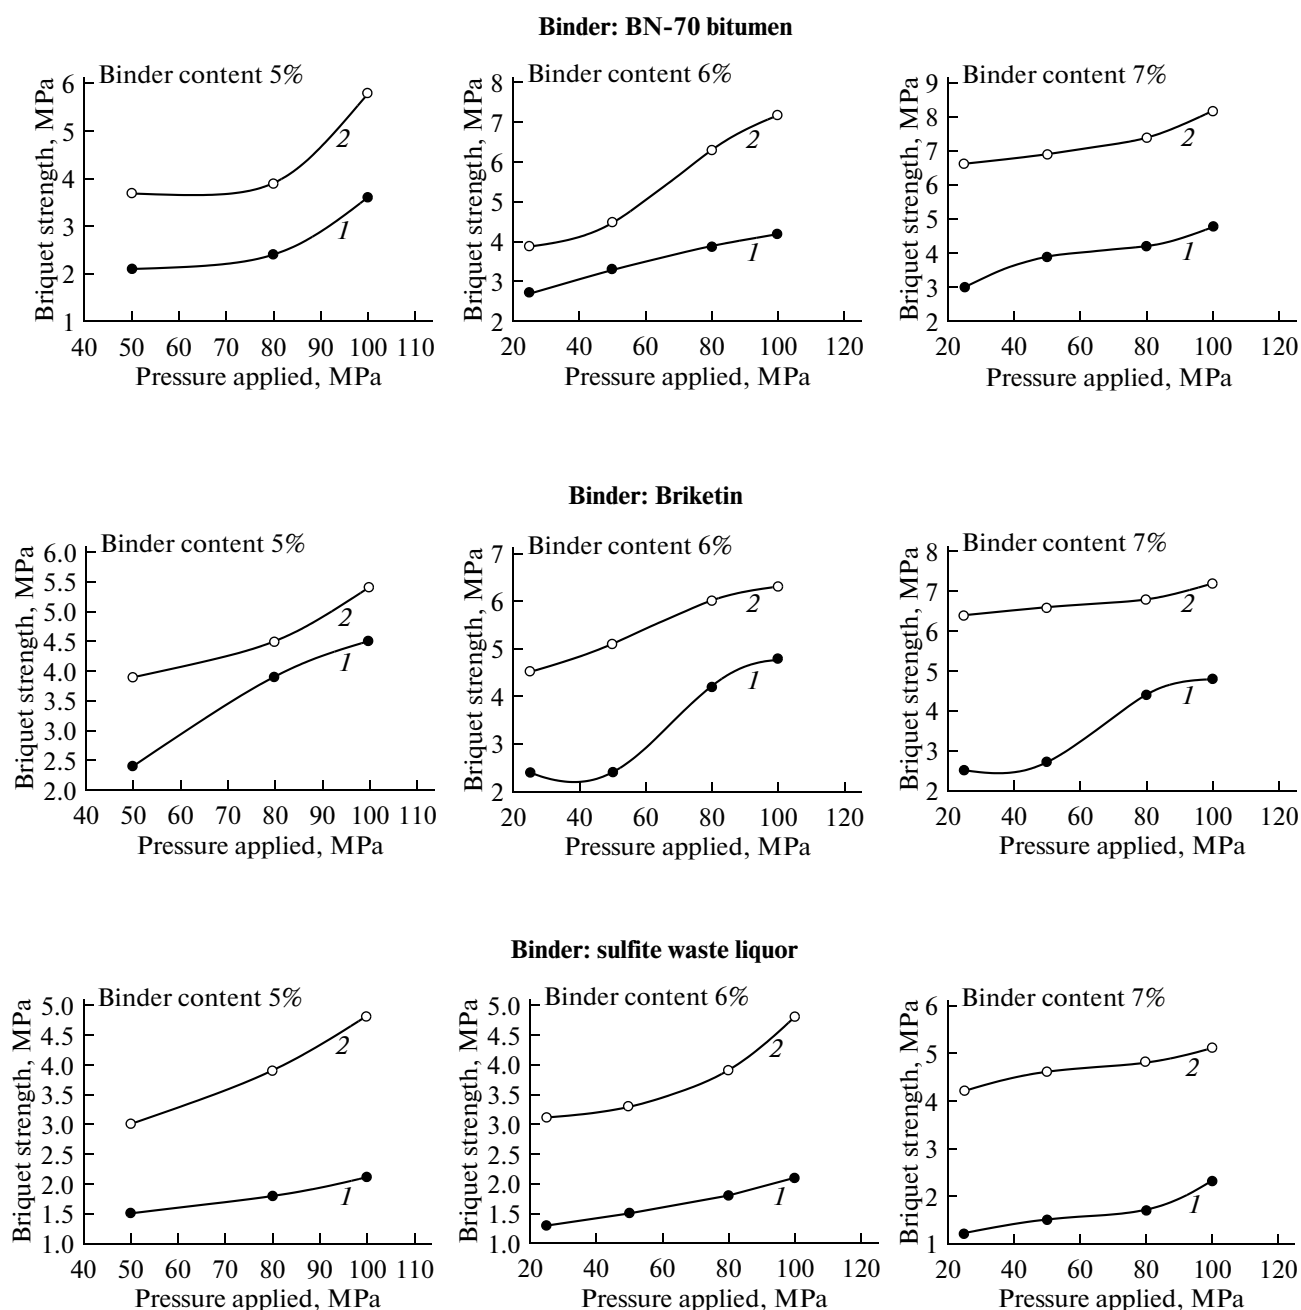 Binder: BN-70 bitumen
Binder content 5%
Briquet strength, MPa
6
5
4
3
2
1
2
1
40 50 60 70 80 90 100 110
Pressure applied, MPa
Binder content 6%
Briquet strength, MPa
8
7
6
5
4
3
2
2
1
20 40 60 80 100 120
Pressure applied, MPa
Binder content 7%
Briquet strength, MPa
9
8
7
6
5
4
3
2
2
1
20 40 60 80 100 120
Pressure applied, MPa
Binder: Briketin
Binder content 5%
Briquet strength, MPa
6.0
5.5
5.0
4.5
4.0
3.5
3.0
2.5
2.0
2
1
40 50 60 70 80 90 100 110
Pressure applied, MPa
Binder content 6%
Briquet strength, MPa
7
6
5
4
3
2
2
1
20 40 60 80 100 120
Pressure applied, MPa
Binder content 7%
Briquet strength, MPa
8
7
6
5
4
3
2
2
1
20 40 60 80 100 120
Pressure applied, MPa
Binder: sulfite waste liquor
Binder content 5%
Briquet strength, MPa
5.0
4.5
4.0
3.5
3.0
2.5
2.0
1.5
1.0
2
1
40 50 60 70 80 90 100 110
Pressure applied, MPa
Binder content 6%
Briquet strength, MPa
5.0
4.5
4.0
3.5
3.0
2.5
2.0
1.5
1.0
2
1
20 40 60 80 100 120
Pressure applied, MPa
Binder content 7%
Briquet strength, MPa
6
5
4
3
2
1
2
1
20 40 60 80 100 120
Pressure applied, MPa